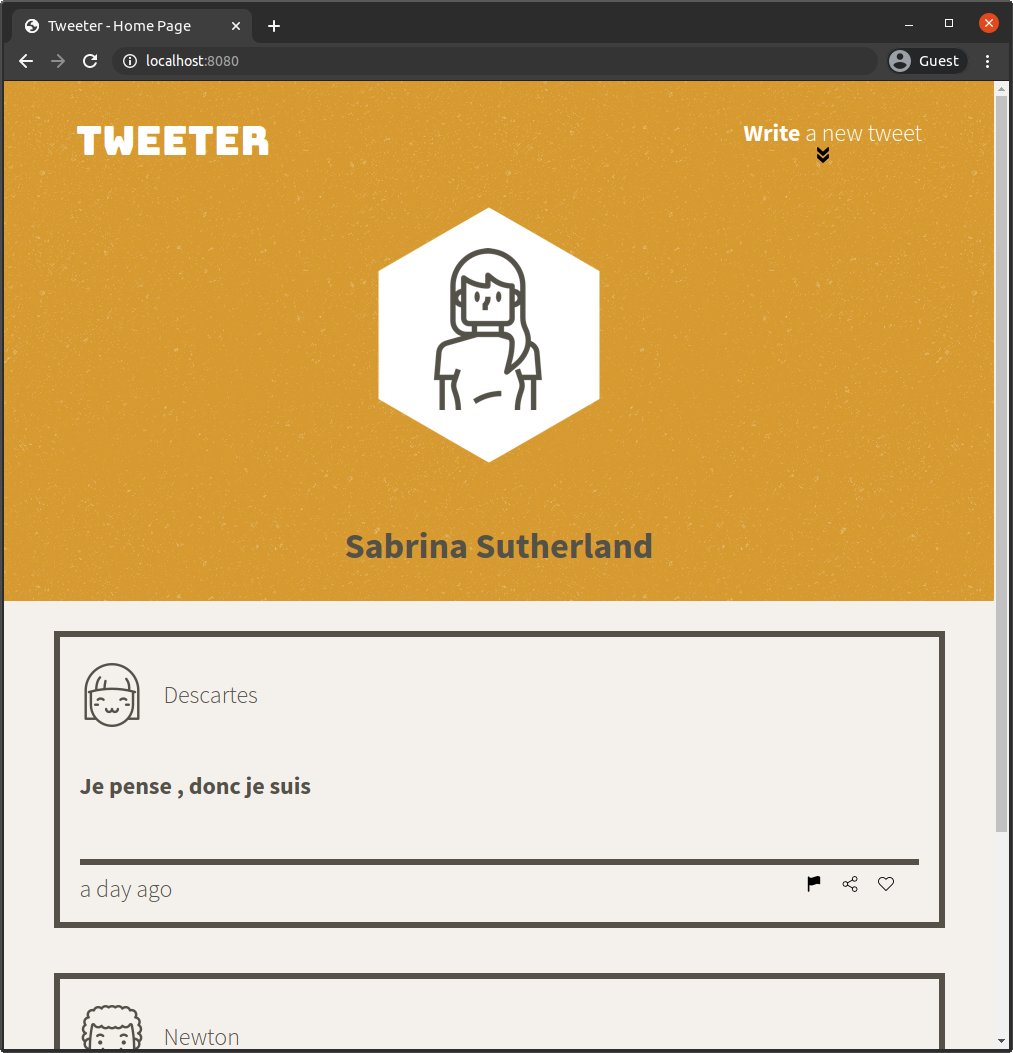 Tweeter - Home Page
localhost:8080
Guest
TWEETER
Write a new tweet
Sabrina Sutherland
Descartes
Je pense , donc je suis
a day ago
Newton